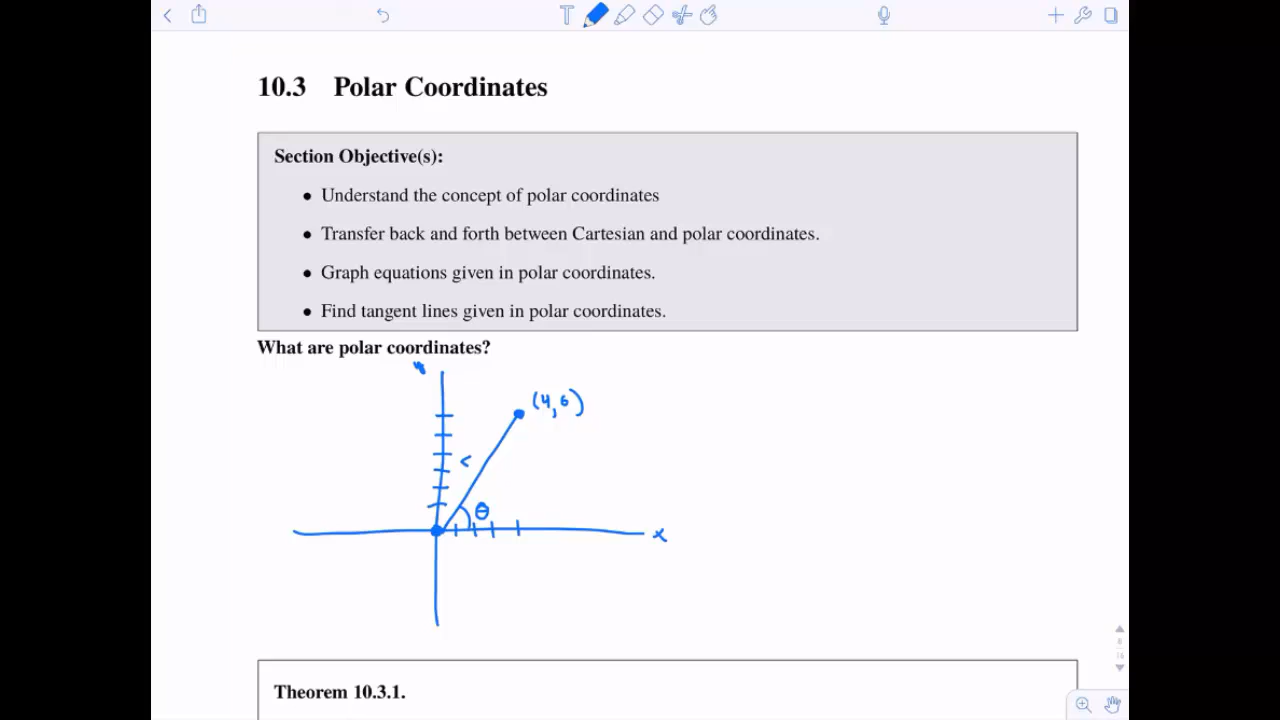 10.3 Polar Coordinates
Section Objective(s):
• Understand the concept of polar coordinates
• Transfer back and forth between Cartesian and polar coordinates.
• Graph equations given in polar coordinates.
• Find tangent lines given in polar coordinates.
What are polar coordinates?
y
(4,6)
r
θ
x
Theorem 10.3.1.